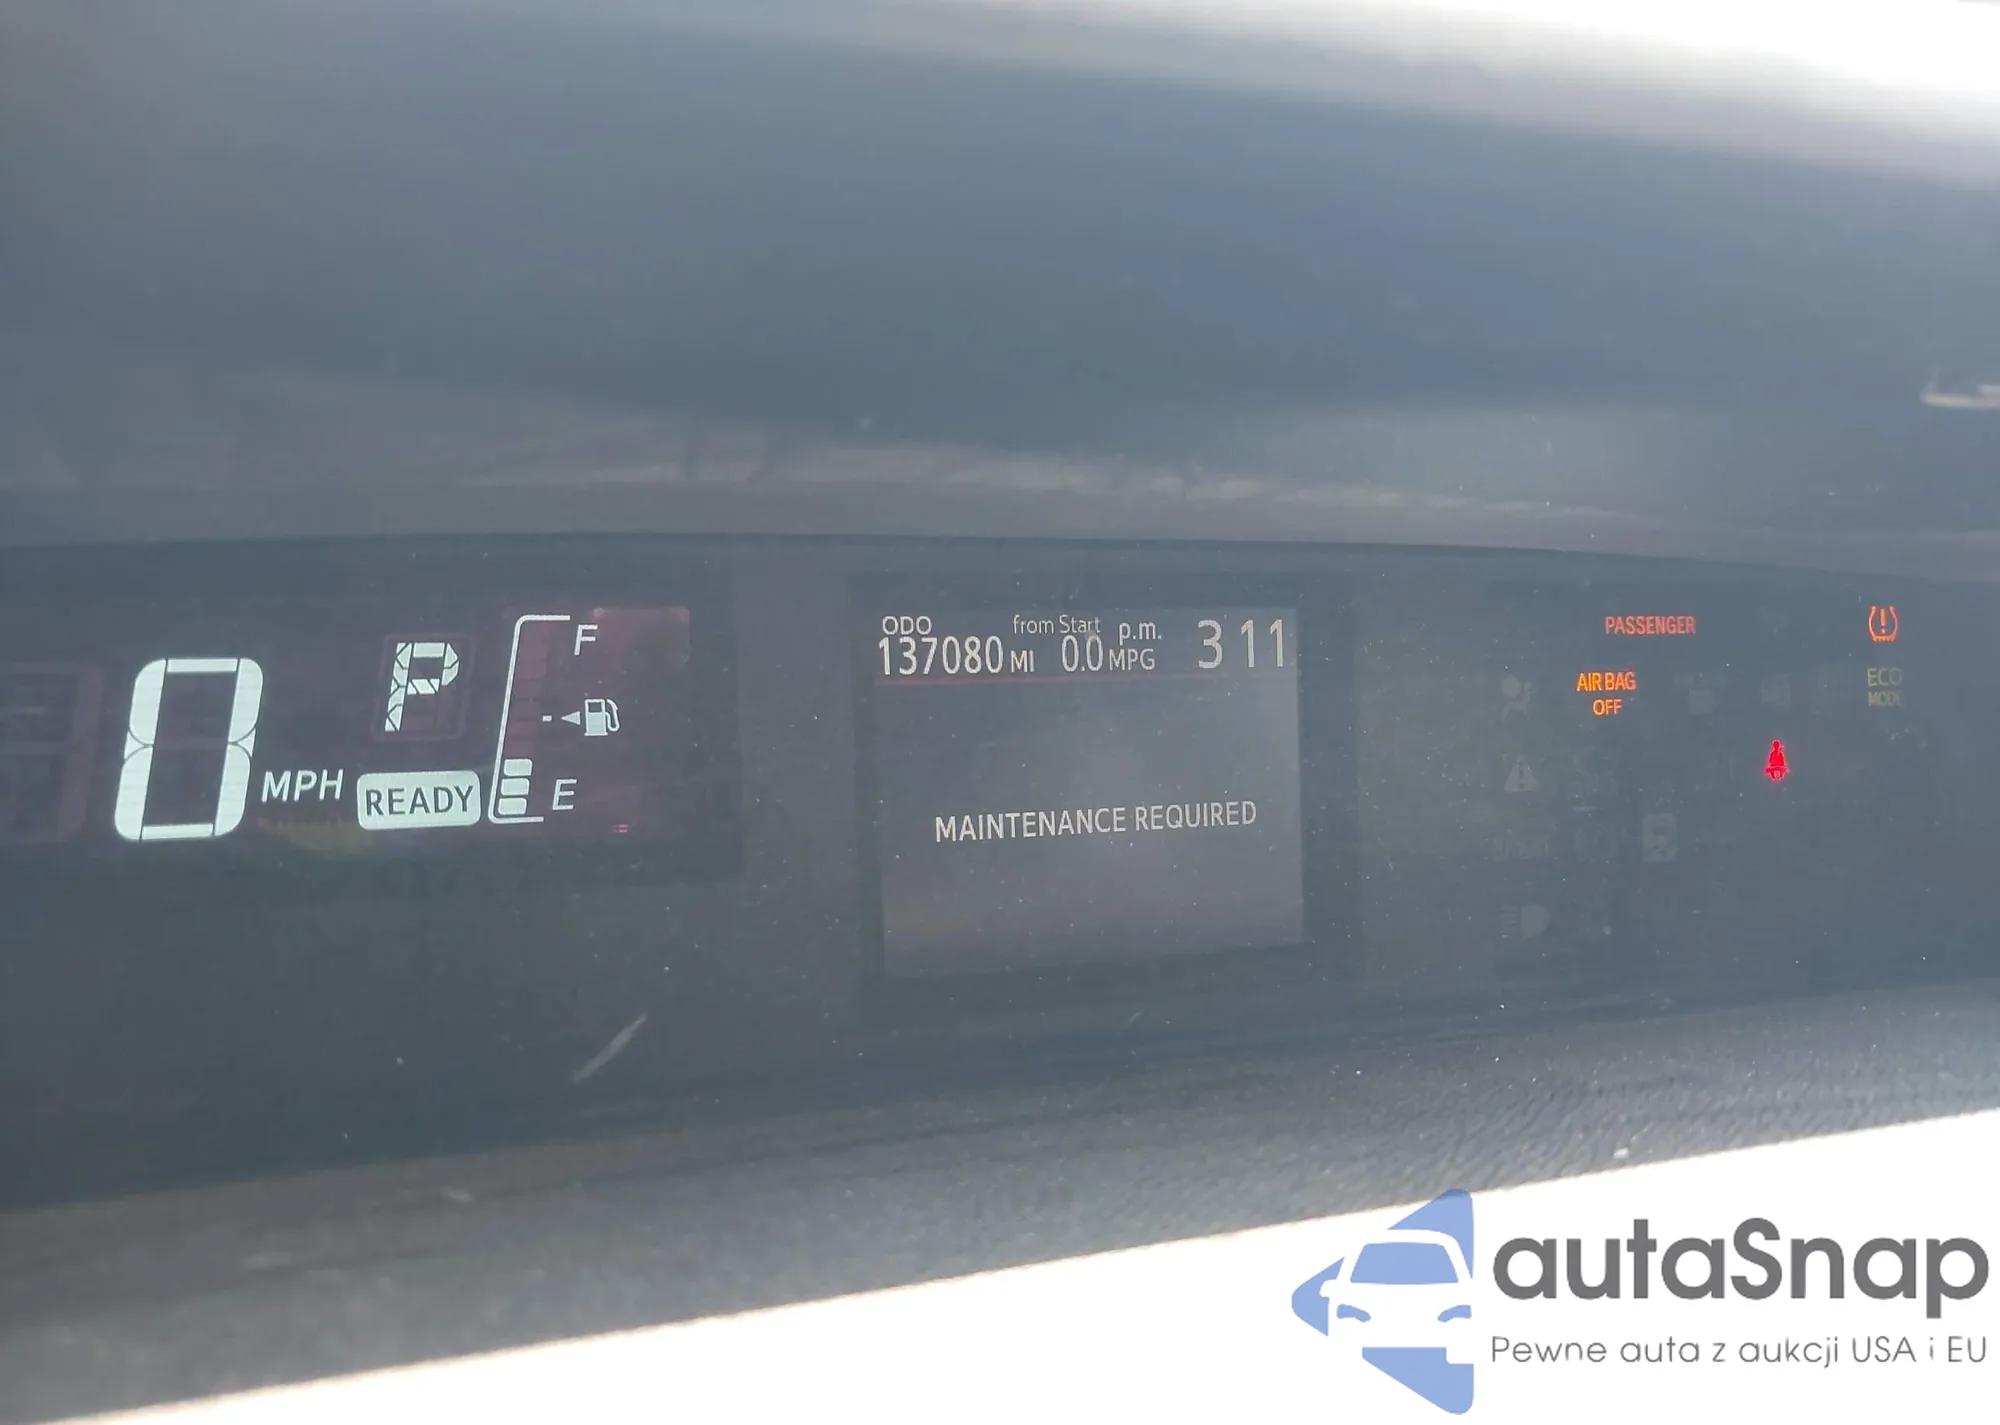 0 MPH
P
READY
F
E
ODO
137080 MI
from Start
0.0 MPG
p.m.
3 11
MAINTENANCE REQUIRED
PASSENGER
AIR BAG
OFF
ECO
MODE
autaSnap
Pewne auta z aukcji USA i EU